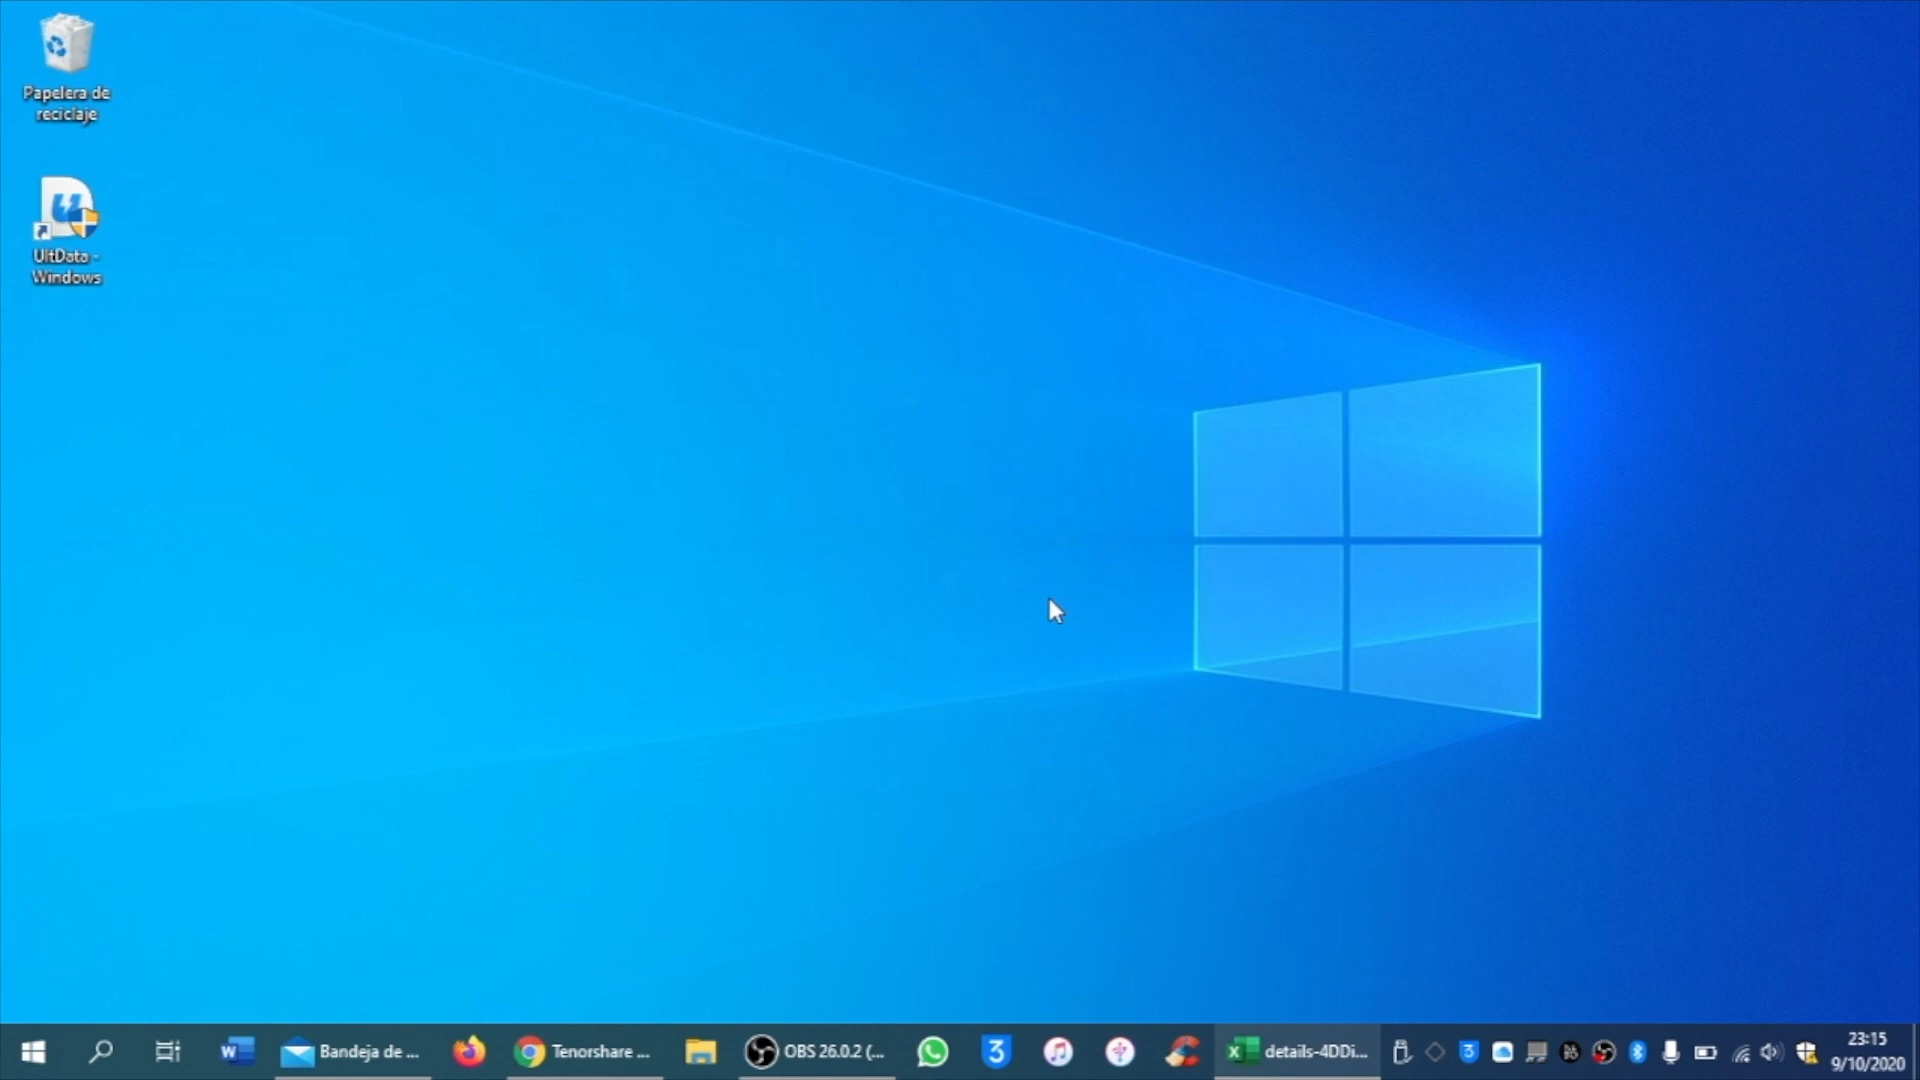 Papelera de
reciclaje
UltData -
Windows
Bandeja de ...
Tenorshare ...
OBS 26.0.2 (...
details-4DDi...
23:15
9/10/2020